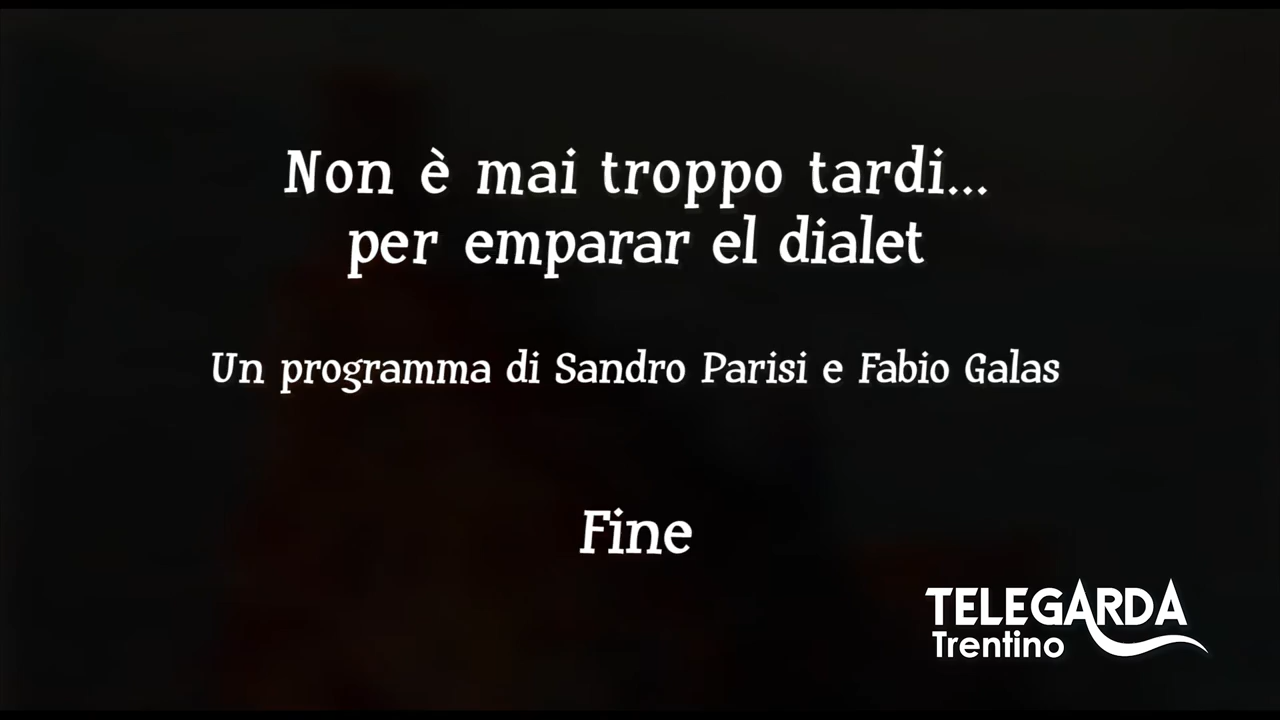 Non è mai troppo tardi...
per emparar el dialet
Un programma di Sandro Parisi e Fabio Galas
Fine
TELEGARDA
Trentino